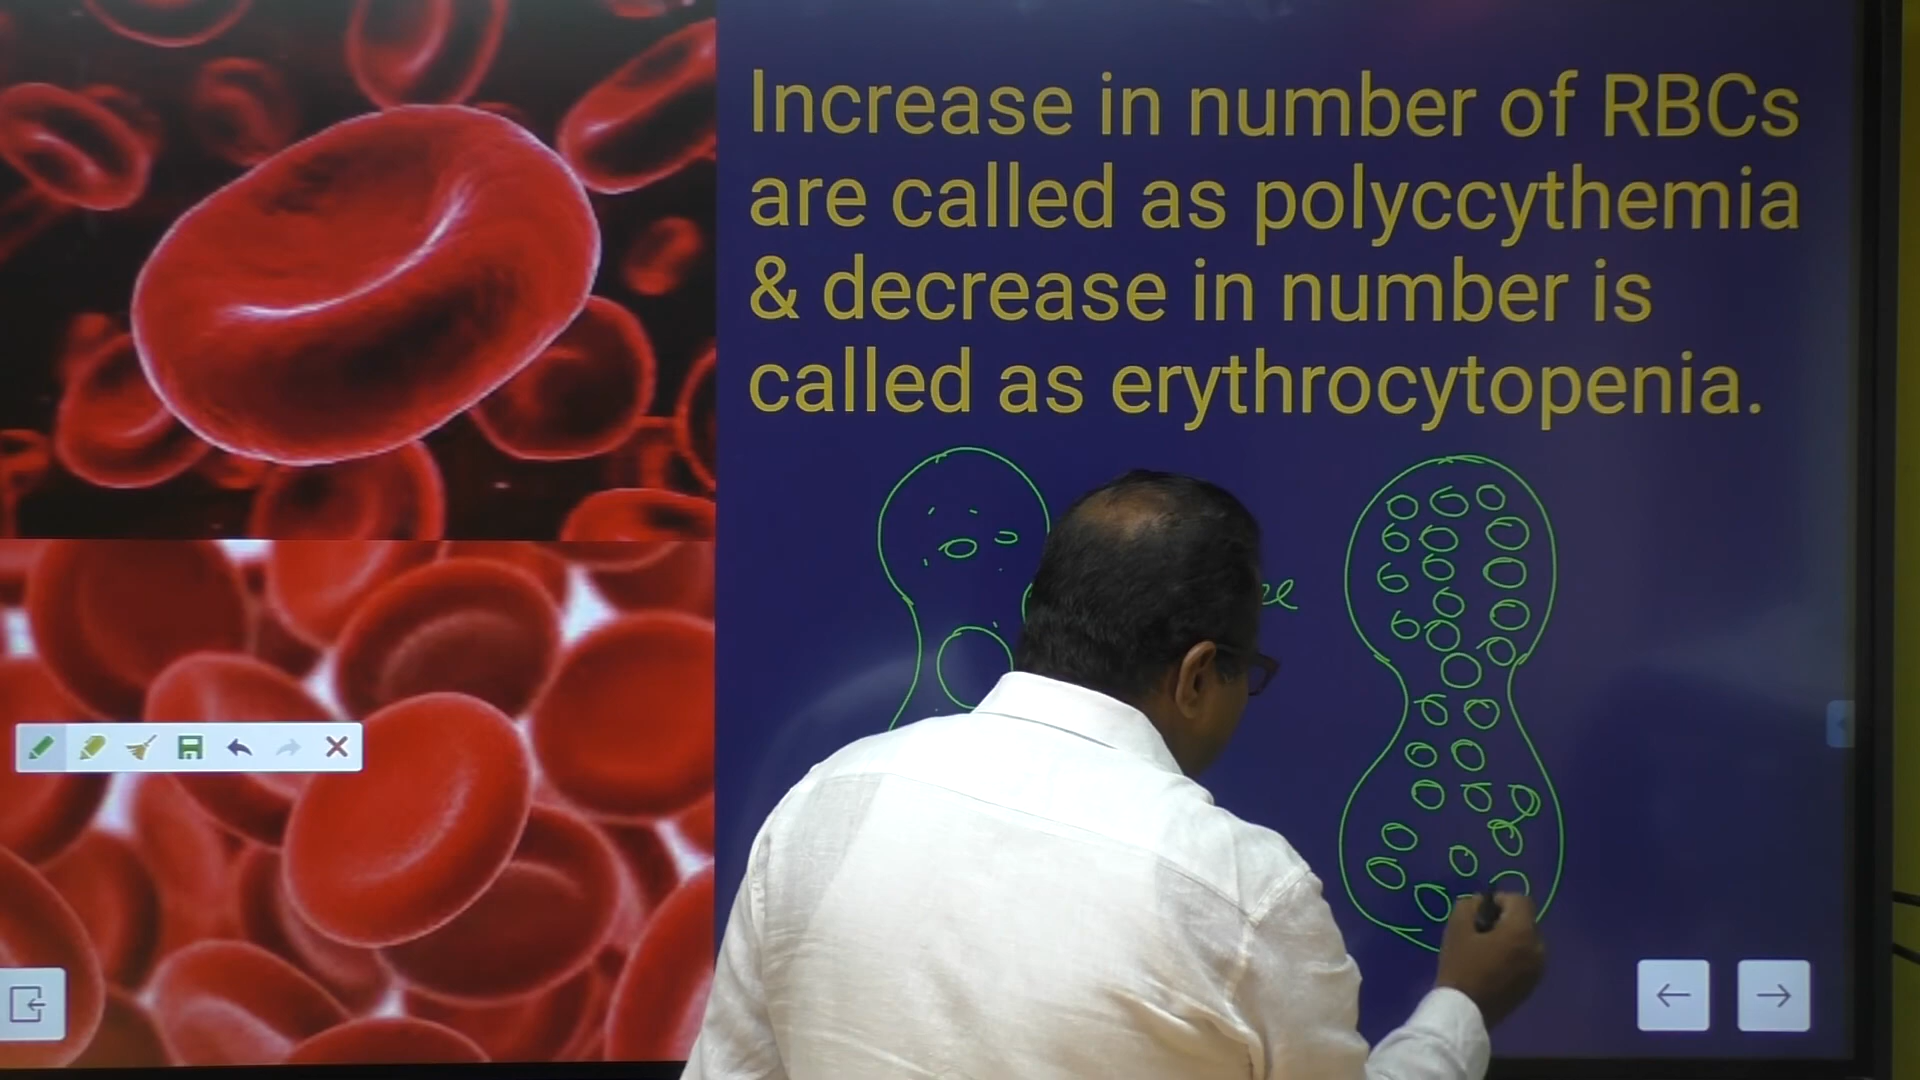 Increase in number of RBCs
are called as polyccythemia
& decrease in number is
called as erythrocytopenia.